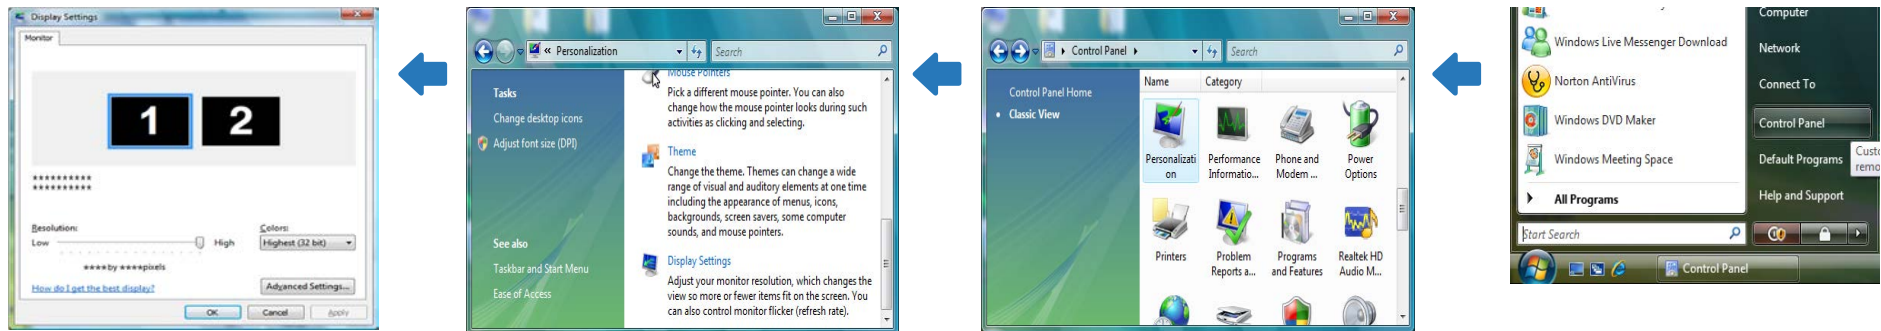 Display Settings
Monitor
1
2
**********
**********
Resolution:
Low
High
Colors:
Highest (32 bit)
**** by **** pixels
How do I get the best display?
Advanced Settings...
OK
Cancel
Apply
« Personalization
Search
Tasks
Change desktop icons
Adjust font size (DPI)
See also
Taskbar and Start Menu
Ease of Access
Mouse Pointers
Pick a different mouse pointer. You can also
change how the mouse pointer looks during such
activities as clicking and selecting.
Theme
Change the theme. Themes can change a wide
range of visual and auditory elements at one time
including the appearance of menus, icons,
backgrounds, screen savers, some computer
sounds, and mouse pointers.
Display Settings
Adjust your monitor resolution, which changes the
view so more or fewer items fit on the screen. You
can also control monitor flicker (refresh rate).
Control Panel
Search
Control Panel Home
Classic View
Name
Category
Personalizati
on
Performance
Informatio...
Phone and
Modem ...
Power
Options
Printers
Problem
Reports a...
Programs
and Features
Realtek HD
Audio M...
Windows Live Messenger Download
Norton AntiVirus
Windows DVD Maker
Windows Meeting Space
All Programs
Start Search
Computer
Network
Connect To
Control Panel
Default Programs
Help and Support
Custo
remo
Control Panel